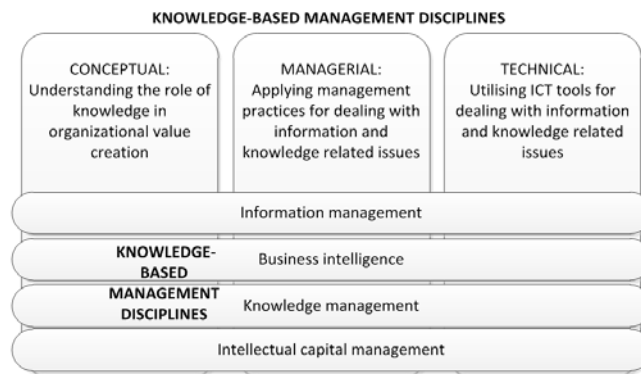 KNOWLEDGE-BASED MANAGEMENT DISCIPLINES
CONCEPTUAL:
Understanding the role of
knowledge in
organizational value
creation
MANAGERIAL:
Applying management
practices for dealing with
information and
knowledge related issues
TECHNICAL:
Utilising ICT tools for
dealing with information
and knowledge related
issues
Information management
KNOWLEDGE-
BASED
MANAGEMENT
DISCIPLINES
Business intelligence
Knowledge management
Intellectual capital management